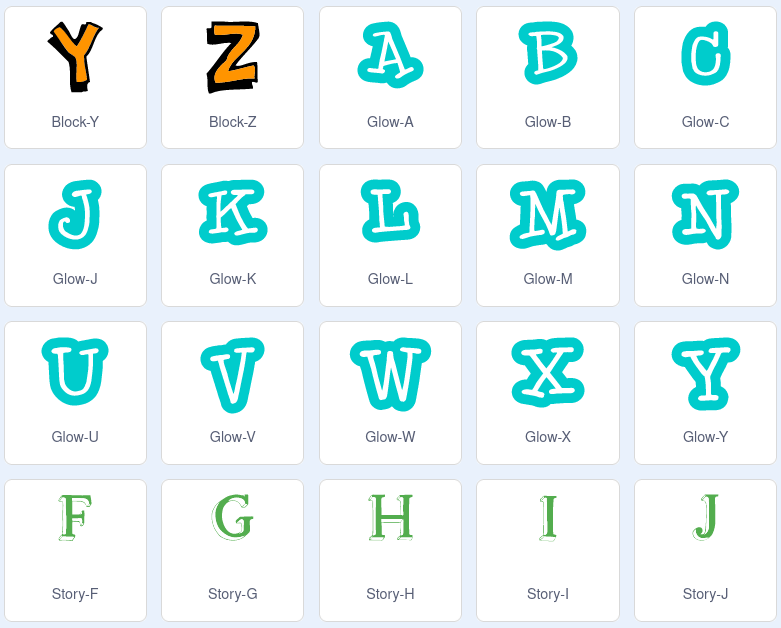 Y Z A B C
Block-Y Block-Z Glow-A Glow-B Glow-C
J K L M N
Glow-J Glow-K Glow-L Glow-M Glow-N
U V W X Y
Glow-U Glow-V Glow-W Glow-X Glow-Y
F G H I J
Story-F Story-G Story-H Story-I Story-J